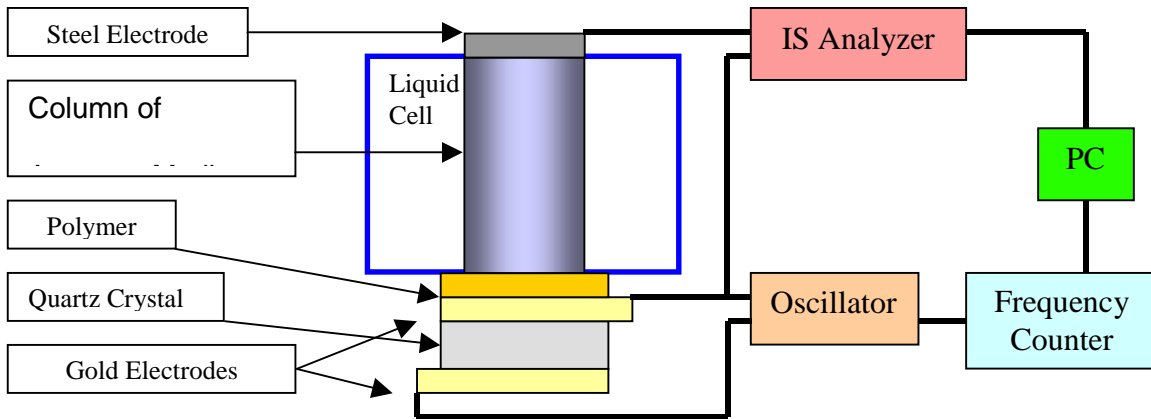 Steel Electrode
IS Analyzer
Liquid
Cell
Column of
PC
Polymer
Quartz Crystal
Oscillator
Frequency
Counter
Gold Electrodes